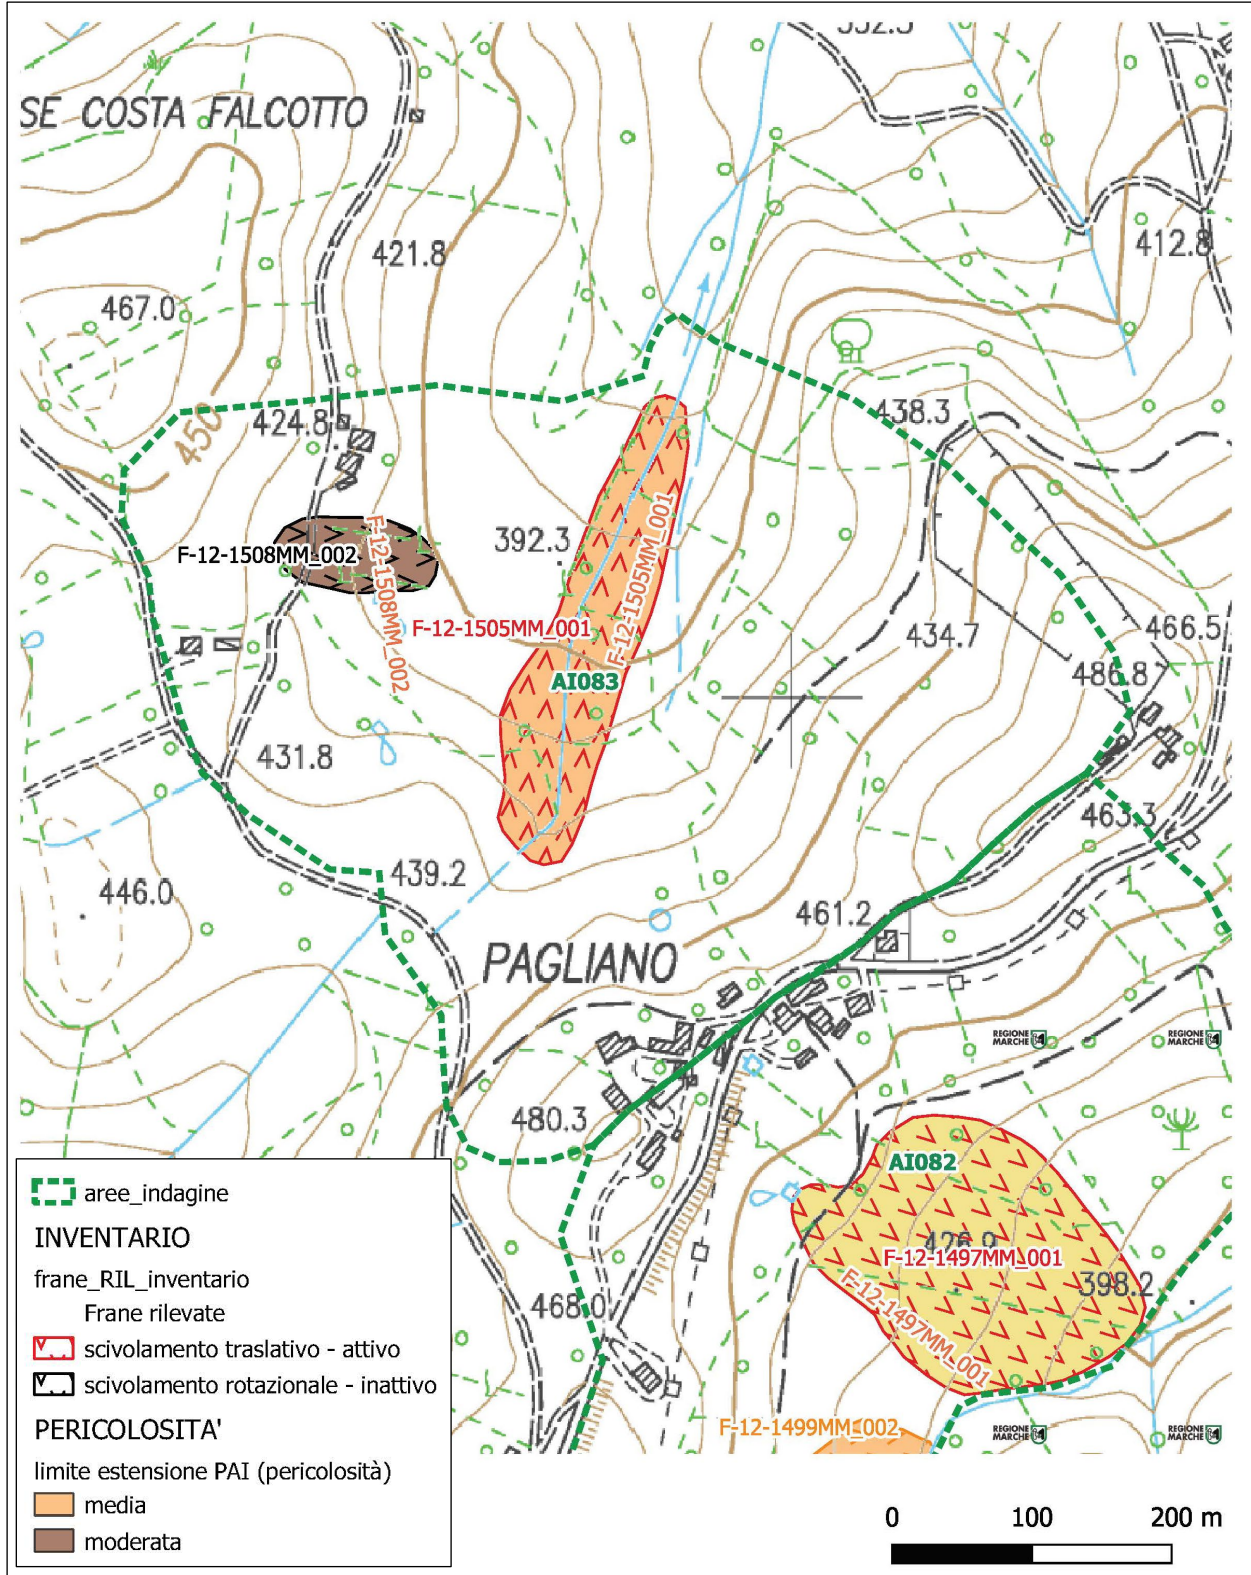 332.3
SE COSTA FALCOTTO
421.8
412.8
467.0
438.3
450
424.8
392.3
F-12-1508MM_002
F-12-1508MM_002
F-12-1505MM_001
F-12-1505MM_001
434.7
466.5
486.8
AI083
431.8
463.3
439.2
446.0
461.2
PAGLIANO
REGIONE MARCHE
REGIONE MARCHE
480.3
AI082
426.9
F-12-1497MM_001
398.2
F-12-1497MM_001
468.0
F-12-1499MM_002
REGIONE MARCHE
REGIONE MARCHE
aree_indagine
INVENTARIO
frane_RIL_inventario
Frane rilevate
scivolamento traslativo - attivo
scivolamento rotazionale - inattivo
PERICOLOSITA'
limite estensione PAI (pericolosità)
media
moderata
0 100 200 m